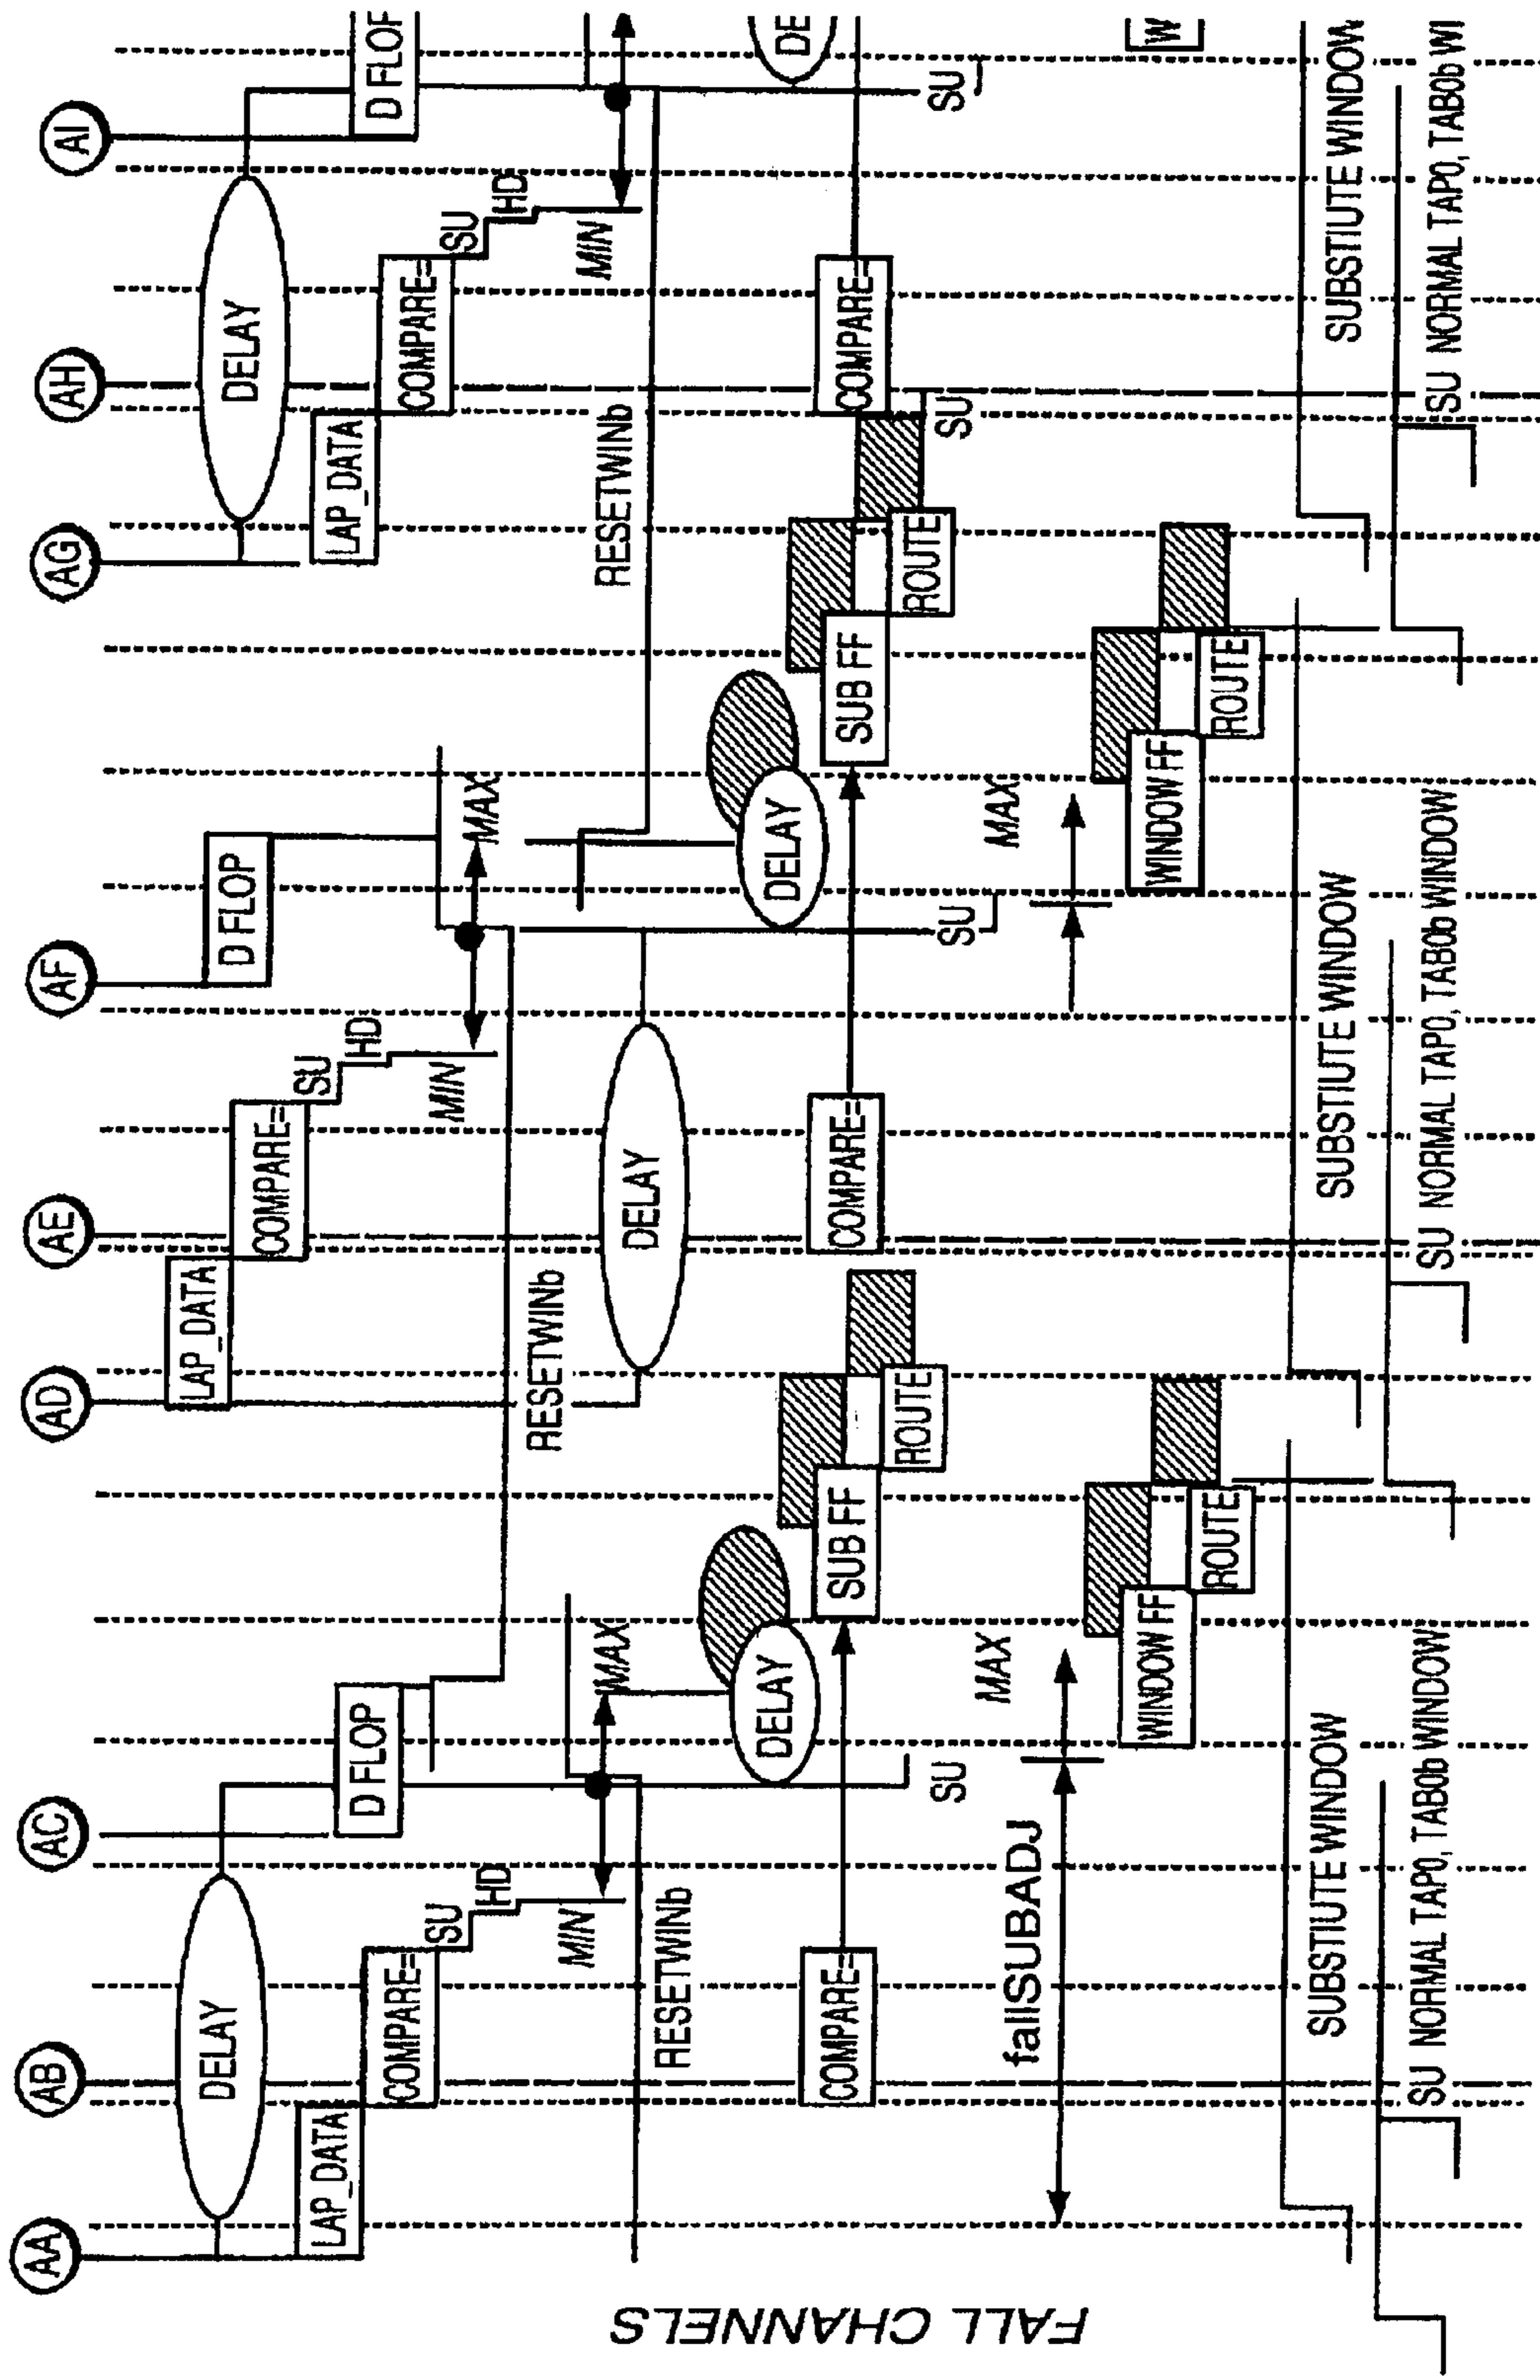 AA
AB
AC
AD
AE
AF
AG
AH
AI
DELAY
D FLOP
LAP_DATA
COMPARE=
SU
HD
MIN
MAX
RESETWINb
DELAY
SUB FF
ROUTE
COMPARE=
SU
fallSUBADJ
MAX
WINDOW FF
ROUTE
SUBSTIUTE WINDOW
SU NORMAL TAP0, TAB0b WINDOW
LAP_DATA
COMPARE=
SU
HD
D FLOP
MIN
MAX
RESETWINb
DELAY
DELAY
SUB FF
ROUTE
COMPARE=
SU
MAX
WINDOW FF
ROUTE
SUBSTIUTE WINDOW
SU NORMAL TAP0, TAB0b WINDOW
DELAY
D FLOP
LAP_DATA
COMPARE=
SU
HD
MIN
RESETWINb
DE
COMPARE=
SU
SU
W
SUBSTIUTE WINDOW
SU NORMAL TAP0, TAB0b WI
FALL CHANNELS